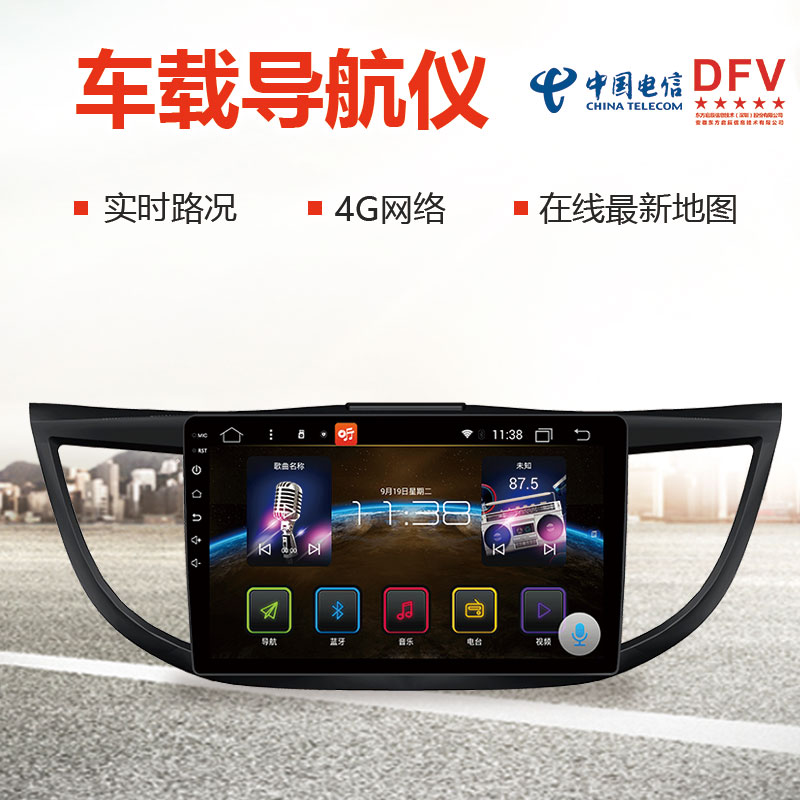 车载导航仪
中国电信
CHINA TELECOM
DFV
实时路况
4G网络
在线最新地图
MIC
RST
听
11:38
歌曲名称
9月19日星期二
11:38
未知
87.5
00:00
导航
蓝牙
音乐
电台
视频